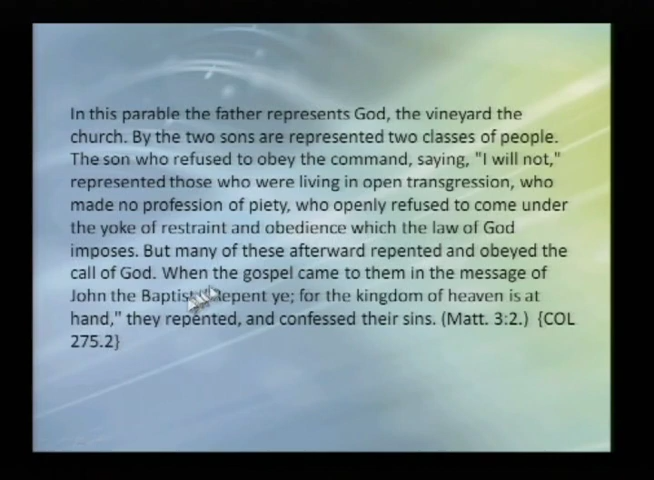 In this parable the father represents God, the vineyard the
church. By the two sons are represented two classes of people.
The son who refused to obey the command, saying, "I will not,"
represented those who were living in open transgression, who
made no profession of piety, who openly refused to come under
the yoke of restraint and obedience which the law of God
imposes. But many of these afterward repented and obeyed the
call of God. When the gospel came to them in the message of
John the Baptist, "Repent ye; for the kingdom of heaven is at
hand," they repented, and confessed their sins. (Matt. 3:2.) {COL
275.2}